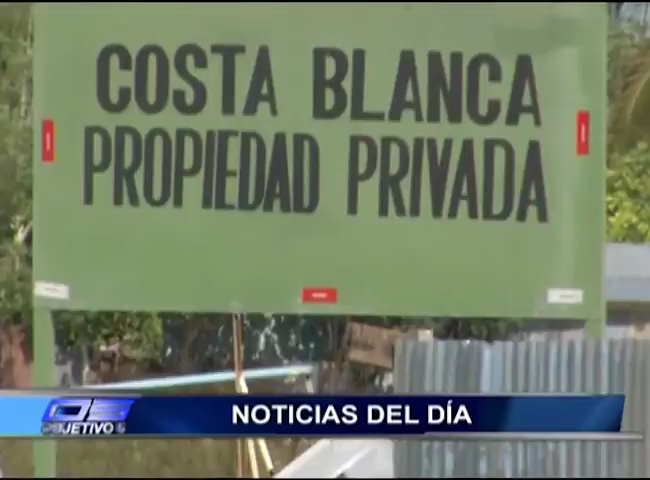 COSTA BLANCA
PROPIEDAD PRIVADA
NOTICIAS DEL DÍA
OBJETIVO 5